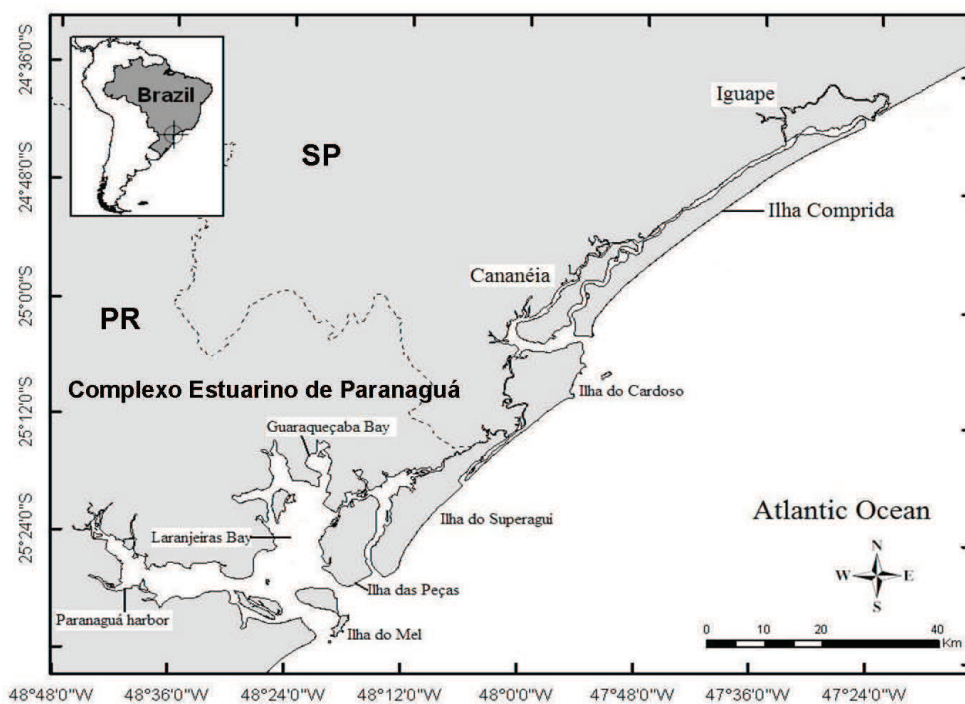 24°36'0"S
24°48'0"S
25°0'0"S
25°12'0"S
25°24'0"S
Brazil
SP
PR
Iguape
Ilha Comprida
Cananéia
Ilha do Cardoso
Complexo Estuarino de Paranaguá
Guaraqueçaba Bay
Ilha do Superagui
Laranjeiras Bay
Atlantic Ocean
N
W E
S
Ilha das Peças
Paranaguá harbor
Ilha do Mel
0 10 20 40
Km
48°48'0"W 48°36'0"W 48°24'0"W 48°12'0"W 48°0'0"W 47°48'0"W 47°36'0"W 47°24'0"W